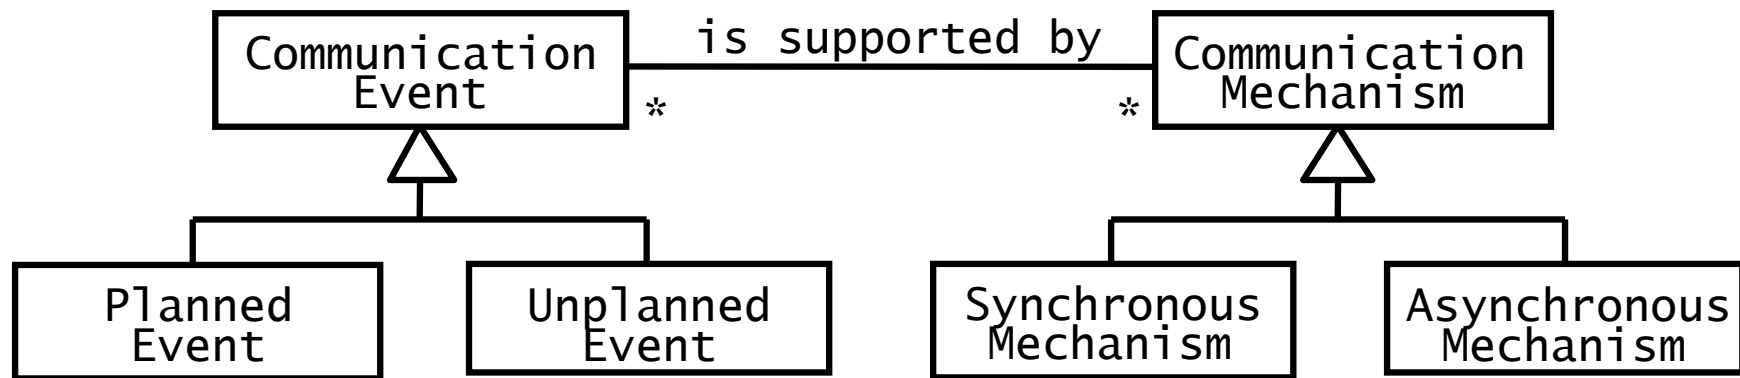 Communication
Event
is supported by
*
*
Communication
Mechanism
Planned
Event
Unplanned
Event
Synchronous
Mechanism
Asynchronous
Mechanism